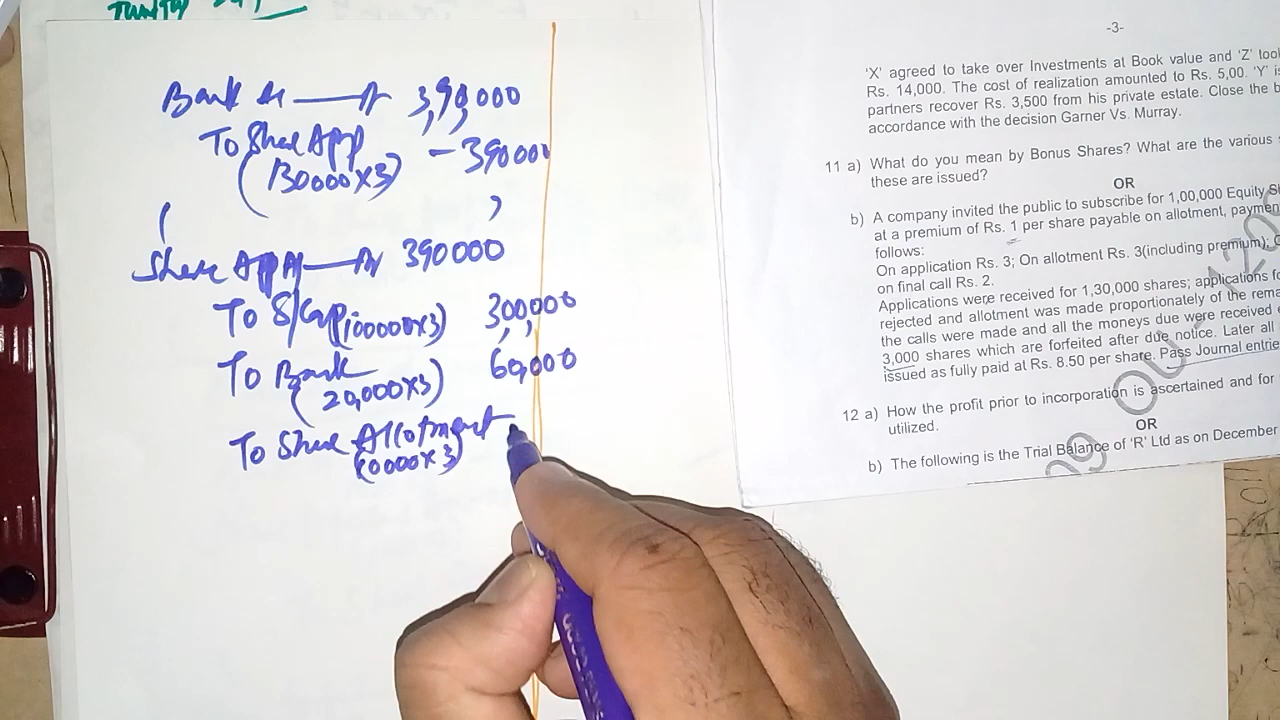 Bank A/c Dr 3,90,000
To Share App - 390000
(130000x3)
( )
Share App A/c Dr 390000
To S/Cap(100000x3) 300,000
To Bank 60,000
(20,000x3)
To Share Allotment
(10000x3)
-3-
'X' agreed to take over Investments at Book value and 'Z' took
Rs. 14,000. The cost of realization amounted to Rs. 5,00. 'Y' is
partners recover Rs. 3,500 from his private estate. Close the b
accordance with the decision Garner Vs. Murray.
11 a) What do you mean by Bonus Shares? What are the various
these are issued?
OR
b) A company invited the public to subscribe for 1,00,000 Equity S
at a premium of Rs. 1 per share payable on allotment, paymen
follows:
On application Rs. 3; On allotment Rs. 3(including premium);
on final call Rs. 2.
Applications were received for 1,30,000 shares; applications fo
rejected and allotment was made proportionately of the rema
the calls were made and all the moneys due were received
3,000 shares which are forfeited after due notice. Later all
issued as fully paid at Rs. 8.50 per share. Pass Journal entrie
12 a) How the profit prior to incorporation is ascertained and for
utilized.
OR
b) The following is the Trial Balance of 'R' Ltd as on December